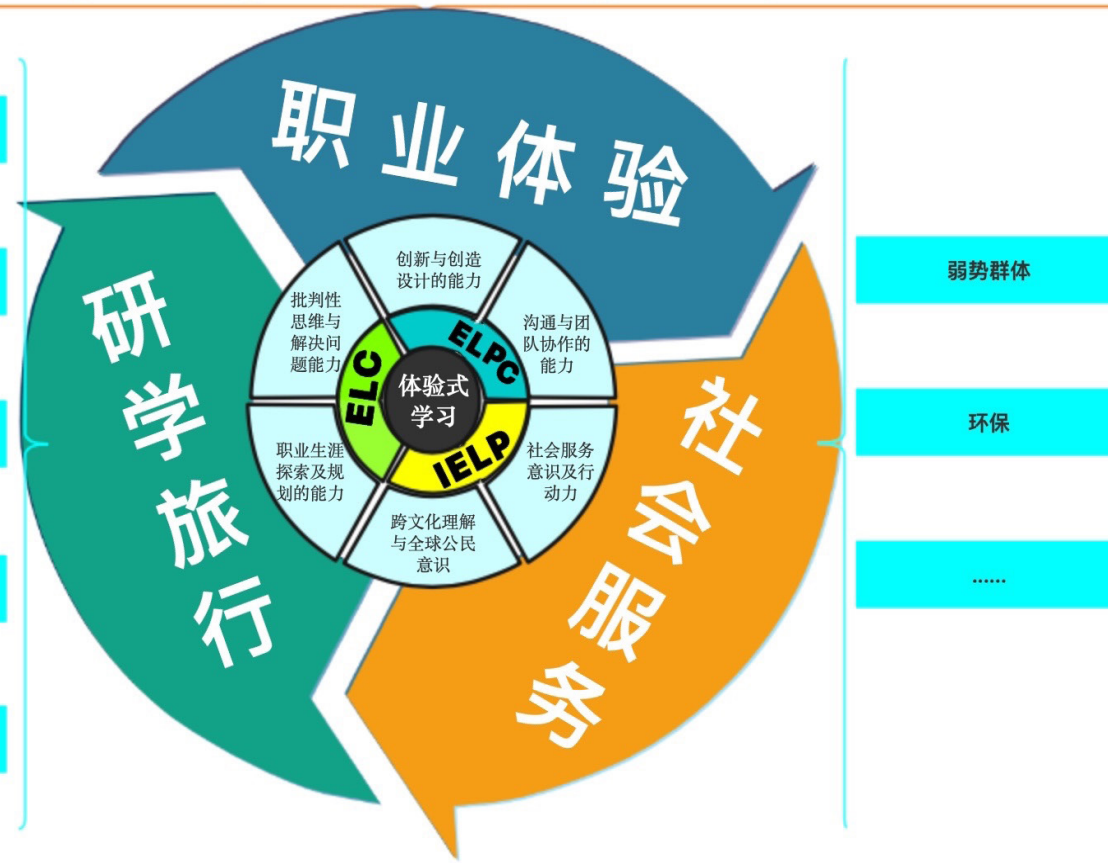 职业体验
研学旅行
社会服务
创新与创造
设计的能力
沟通与团
队协作的
能力
社会服务
意识及行
动力
跨文化理解
与全球公民
意识
职业生涯
探索及规
划的能力
批判性
思维与
解决问
题能力
ELPC
ELC
IELP
体验式
学习
弱势群体
环保
......